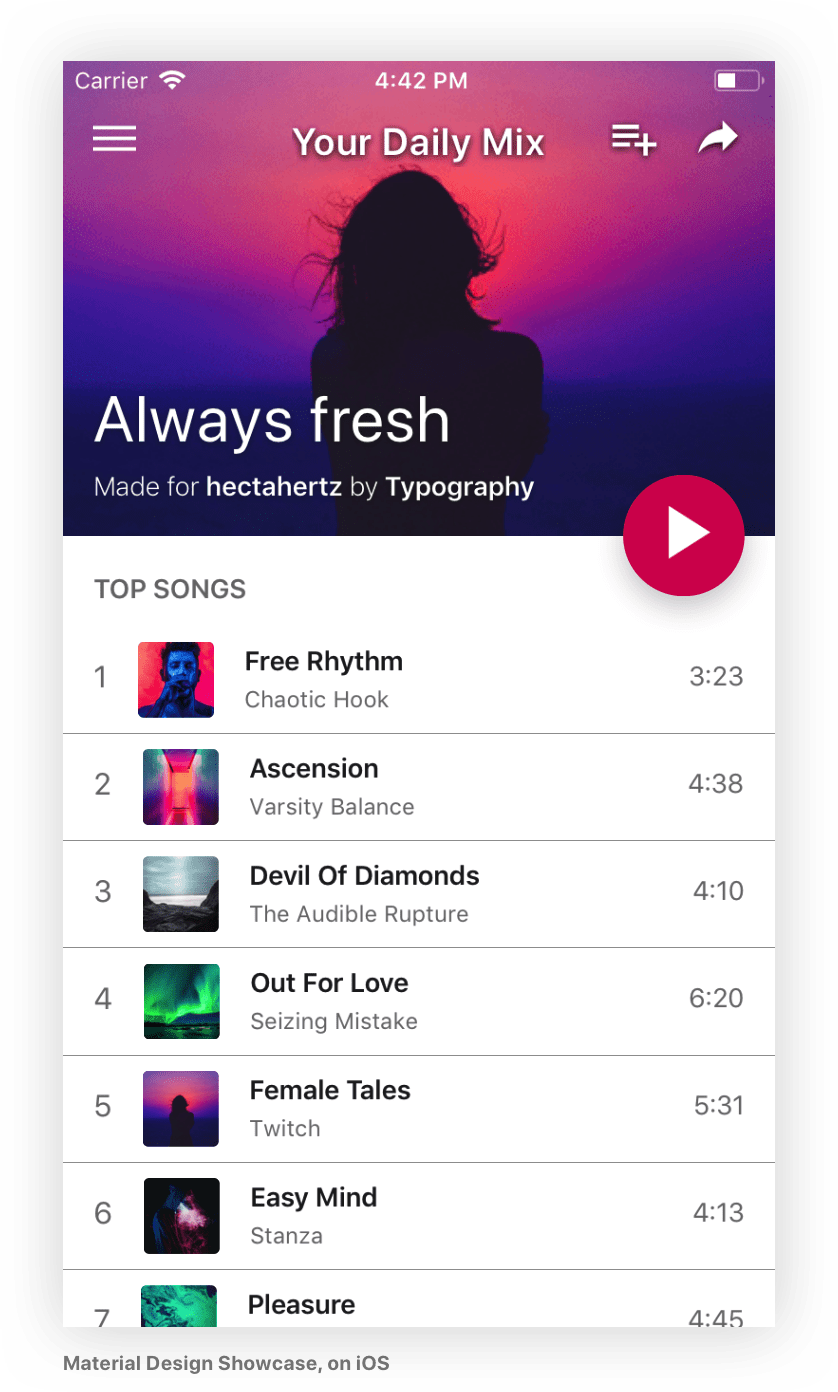 Carrier 4:42 PM
Your Daily Mix
Always fresh
Made for hectahertz by Typography
TOP SONGS
1 Free Rhythm 3:23
Chaotic Hook
2 Ascension 4:38
Varsity Balance
3 Devil Of Diamonds 4:10
The Audible Rupture
4 Out For Love 6:20
Seizing Mistake
5 Female Tales 5:31
Twitch
6 Easy Mind 4:13
Stanza
7 Pleasure 4:45
Material Design Showcase, on iOS